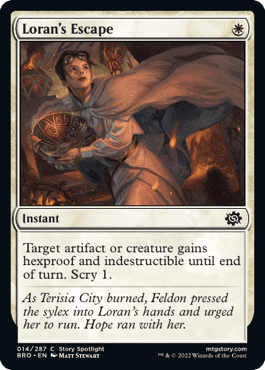 Loran's Escape
Instant
Target artifact or creature gains
hexproof and indestructible until end
of turn. Scry 1.
As Terisia City burned, Feldon pressed
the sylex into Loran's hands and urged
her to run. Hope ran with her.
014/287 C Story Spotlight
BRO • EN Matt Stewart
mtgstory.com
™ & © 2022 Wizards of the Coast